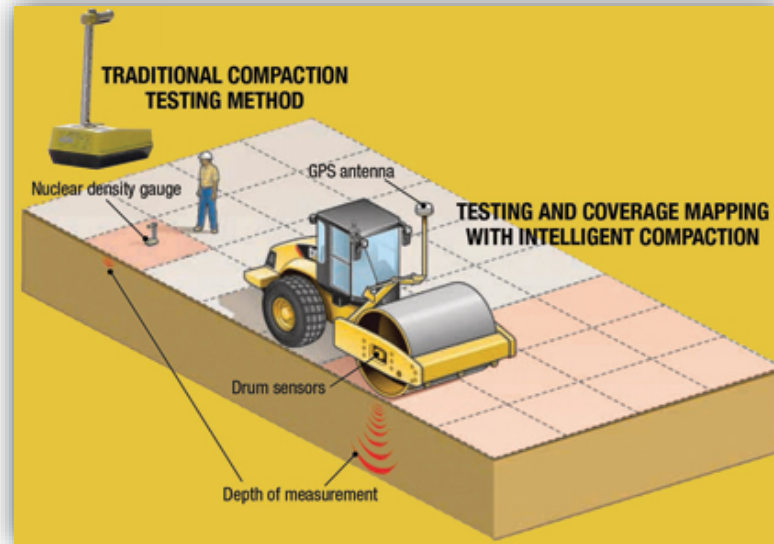 TRADITIONAL COMPACTION
TESTING METHOD
Nuclear density gauge
GPS antenna
TESTING AND COVERAGE MAPPING
WITH INTELLIGENT COMPACTION
Drum sensors
Depth of measurement